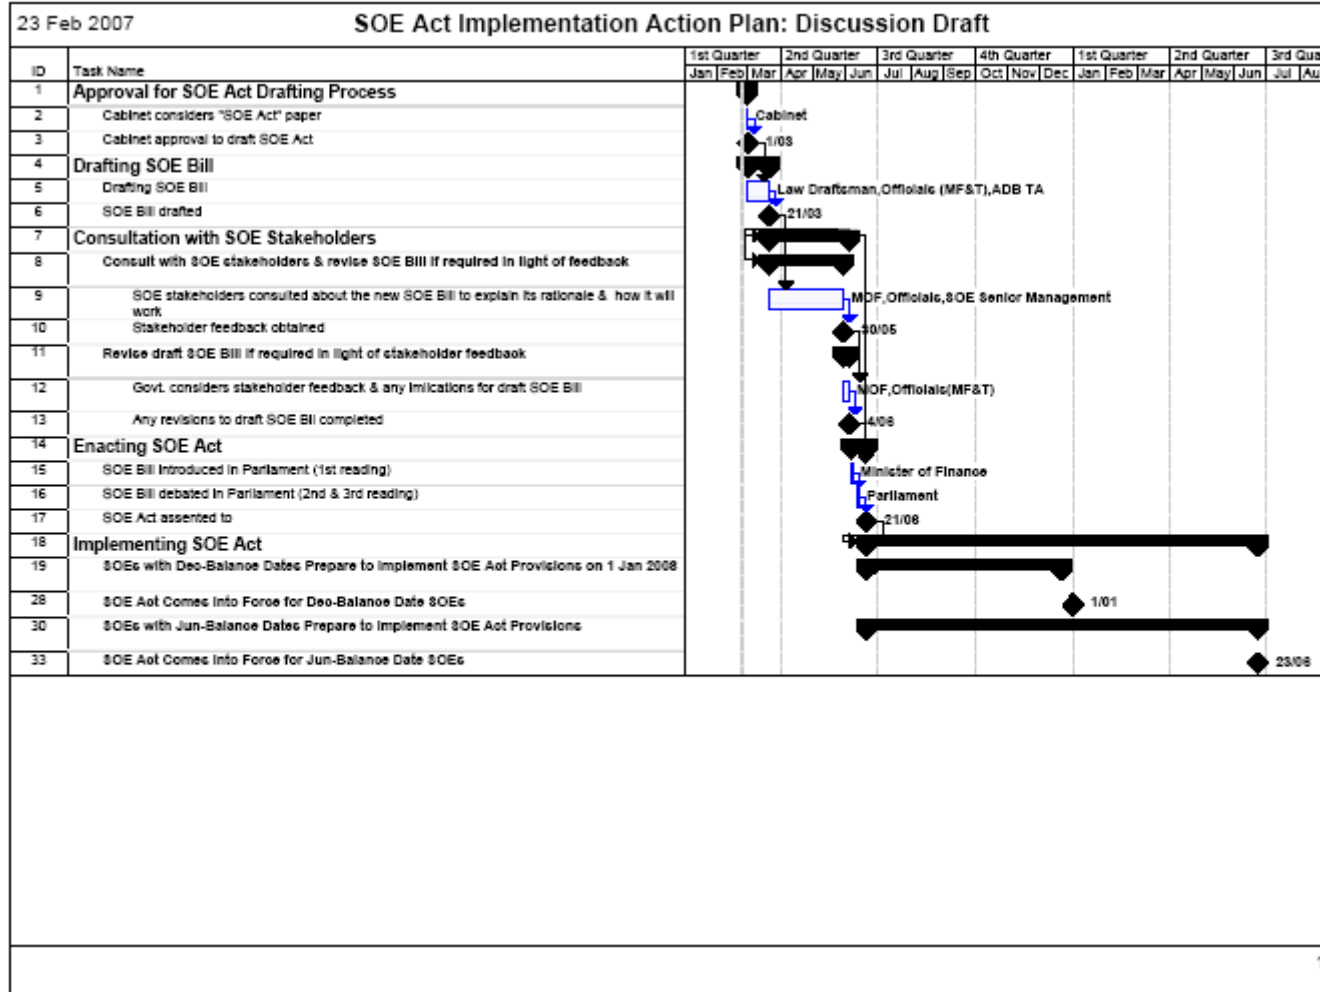 23 Feb 2007
SOE Act Implementation Action Plan: Discussion Draft
1st Quarter 2nd Quarter 3rd Quarter 4th Quarter 1st Quarter 2nd Quarter 3rd Qua
ID Task Name Jan Feb Mar Apr May Jun Jul Aug Sep Oct Nov Dec Jan Feb Mar Apr May Jun Jul Au
1 Approval for SOE Act Drafting Process
2 Cabinet considers "SOE Act" paper Cabinet
3 Cabinet approval to draft SOE Act 1/03
4 Drafting SOE Bill
5 Drafting SOE Bill Law Draftsman,Officials (MF&T),ADB TA
6 SOE Bill drafted 21/03
7 Consultation with SOE Stakeholders
8 Consult with SOE stakeholders & revise SOE Bill if required in light of feedback
9 SOE stakeholders consulted about the new SOE Bill to explain its rationale & how it will MOF,Officials,SOE Senior Management
work
10 Stakeholder feedback obtained 30/05
11 Revise draft SOE Bill if required in light of stakeholder feedback
12 Govt. considers stakeholder feedback & any imlications for draft SOE Bill MOF,Officials(MF&T)
13 Any revisions to draft SOE Bil completed 4/06
14 Enacting SOE Act
15 SOE Bill introduced in Parliament (1st reading) Minister of Finance
16 SOE Bill debated in Parliament (2nd & 3rd reading) Parliament
17 SOE Act assented to 21/06
18 Implementing SOE Act
19 SOEs with Dec-Balance Dates Prepare to Implement SOE Act Provisions on 1 Jan 2008
28 SOE Act Comes into Force for Dec-Balance Date SOEs 1/01
30 SOEs with Jun-Balance Dates Prepare to Implement SOE Act Provisions
33 SOE Act Comes into Force for Jun-Balance Date SOEs 23/06